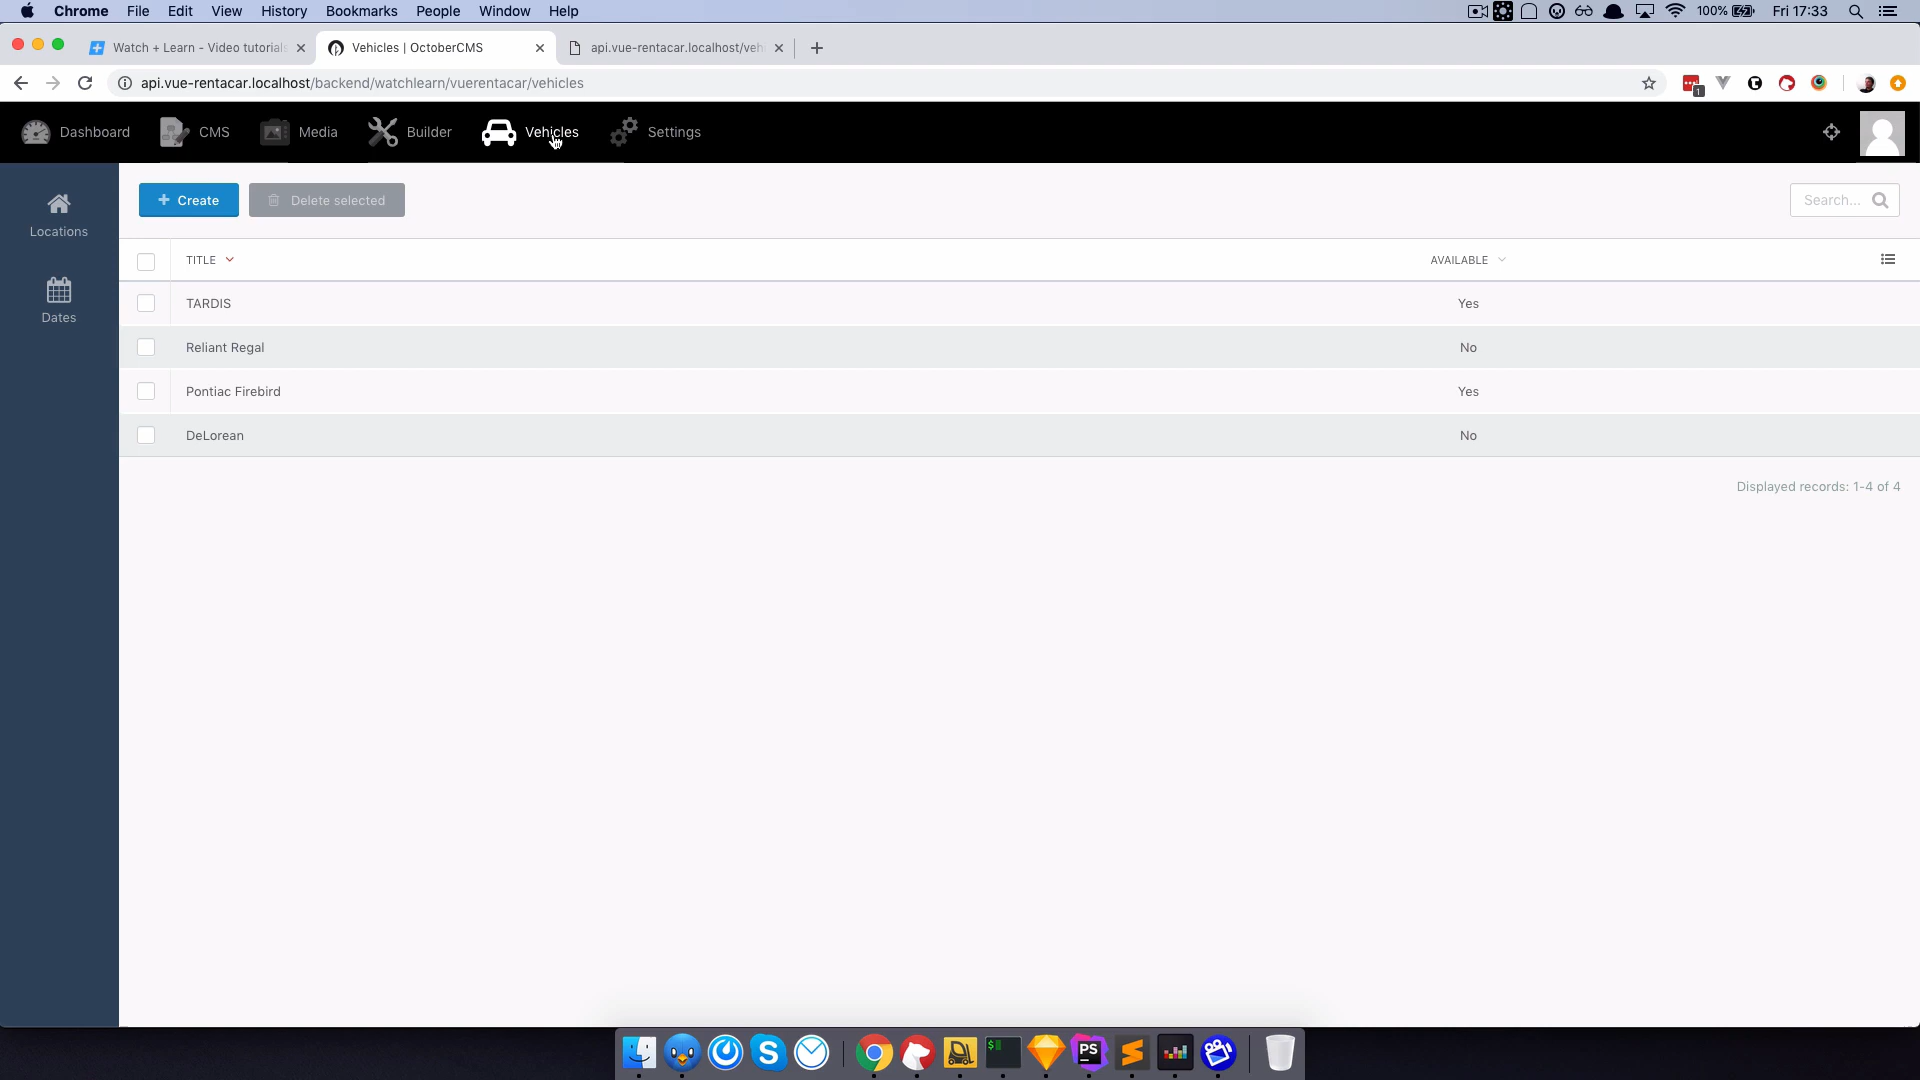 Chrome File Edit View History Bookmarks People Window Help 100% Fri 17:33
Watch + Learn - Video tutorials Vehicles | OctoberCMS api.vue-rentacar.localhost/veh
api.vue-rentacar.localhost/backend/watchlearn/vuerentacar/vehicles 1
Dashboard CMS Media Builder Vehicles Settings
Locations
Dates
+ Create Delete selected Search...
TITLE AVAILABLE
TARDIS Yes
Reliant Regal No
Pontiac Firebird Yes
DeLorean No
Displayed records: 1-4 of 4
S $ PS